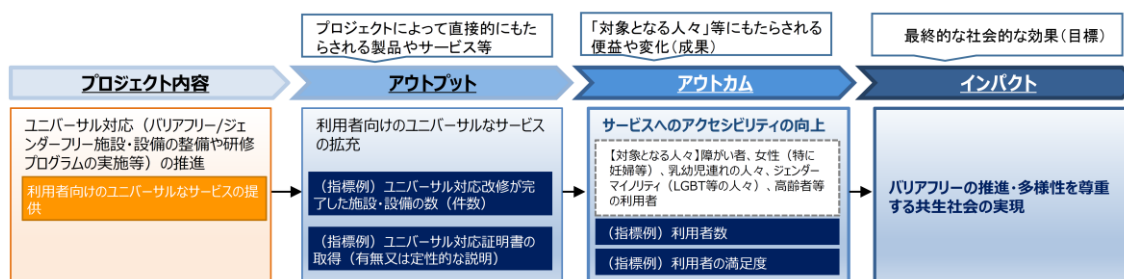 プロジェクトによって直接的にもた
らされる製品やサービス等
「対象となる人々」等にもたらされる
便益や変化(成果)
最終的な社会的な効果(目標)
プロジェクト内容
アウトプット
アウトカム
インパクト
ユニバーサル対応(バリアフリー/ジェ
ンダーフリー施設・設備の整備や研修
プログラムの実施等)の推進
利用者向けのユニバーサルなサービスの提
供
利用者向けのユニバーサルなサービス
の拡充
(指標例)ユニバーサル対応改修が完
了した施設・設備の数(件数)
(指標例)ユニバーサル対応証明書の
取得(有無又は定性的な説明)
サービスへのアクセシビリティの向上
【対象となる人々】障がい者、女性(特に
妊婦等)、乳幼児連れの人々、ジェンダー
マイノリティ(LGBT等の人々)、高齢者等
の利用者
(指標例)利用者数
(指標例)利用者の満足度
バリアフリーの推進・多様性を尊重
する共生社会の実現